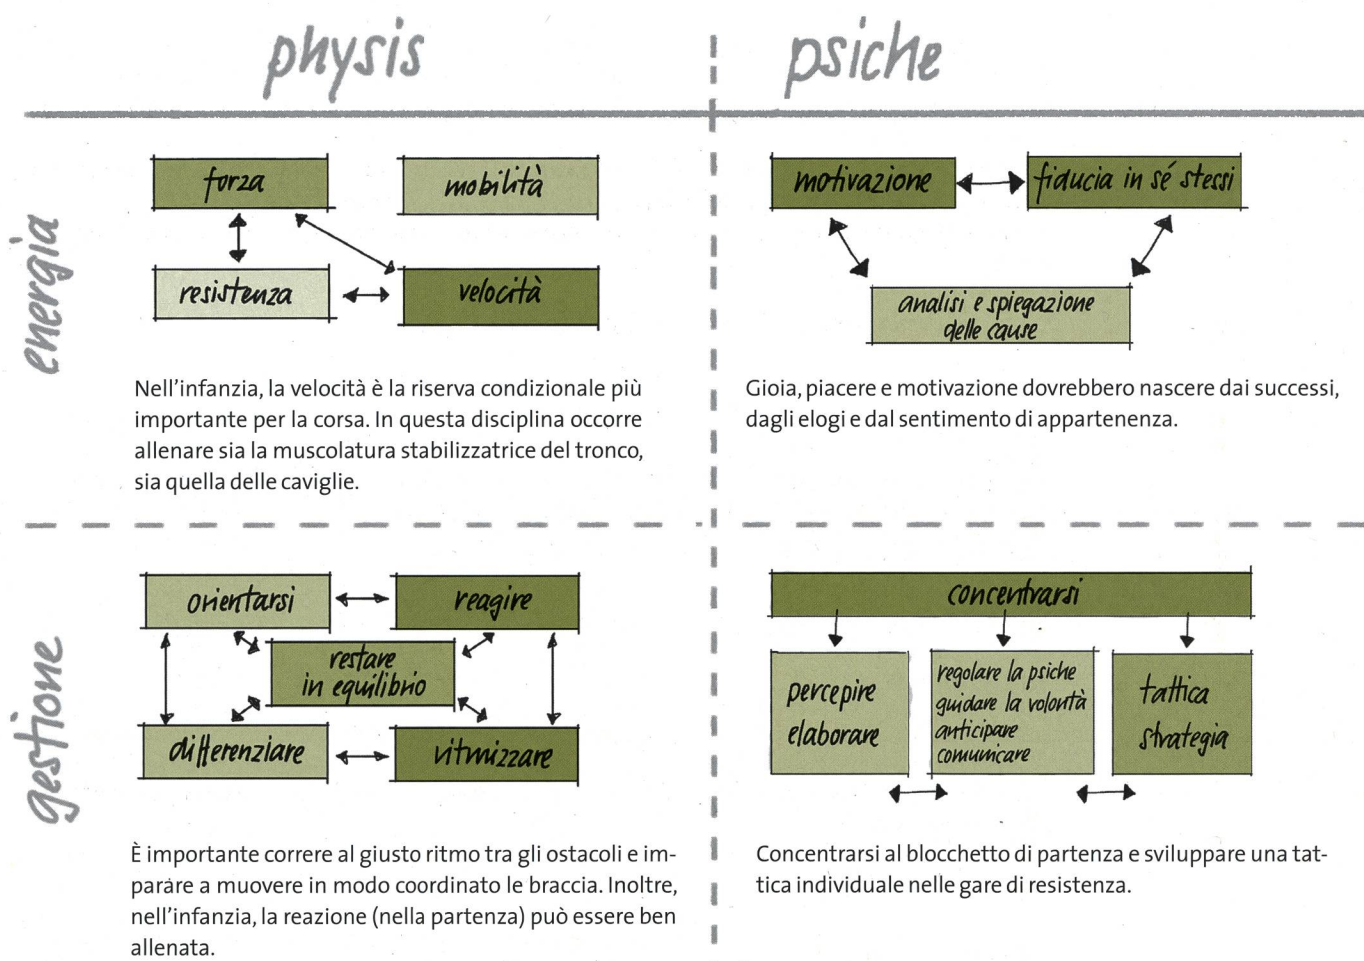 physis
psiche
energia
forza
mobilità
resistenza
velocità
Nell'infanzia, la velocità è la riserva condizionale più
importante per la corsa. In questa disciplina occorre
allenare sia la muscolatura stabilizzatrice del tronco,
sia quella delle caviglie.
motivazione
fiducia in sé stessi
analisi e spiegazione
delle cause
Gioia, piacere e motivazione dovrebbero nascere dai successi,
dagli elogi e dal sentimento di appartenenza.
gestione
orientarsi
reagire
restare
in equilibrio
differenziare
ritmizzare
È importante correre al giusto ritmo tra gli ostacoli e im-
parare a muovere in modo coordinato le braccia. Inoltre,
nell'infanzia, la reazione (nella partenza) può essere ben
allenata.
concentrarsi
percepire
elaborare
regolare la psiche
guidare la volontà
anticipare
comunicare
tattica
strategia
Concentrarsi al blocchetto di partenza e sviluppare una tat-
tica individuale nelle gare di resistenza.